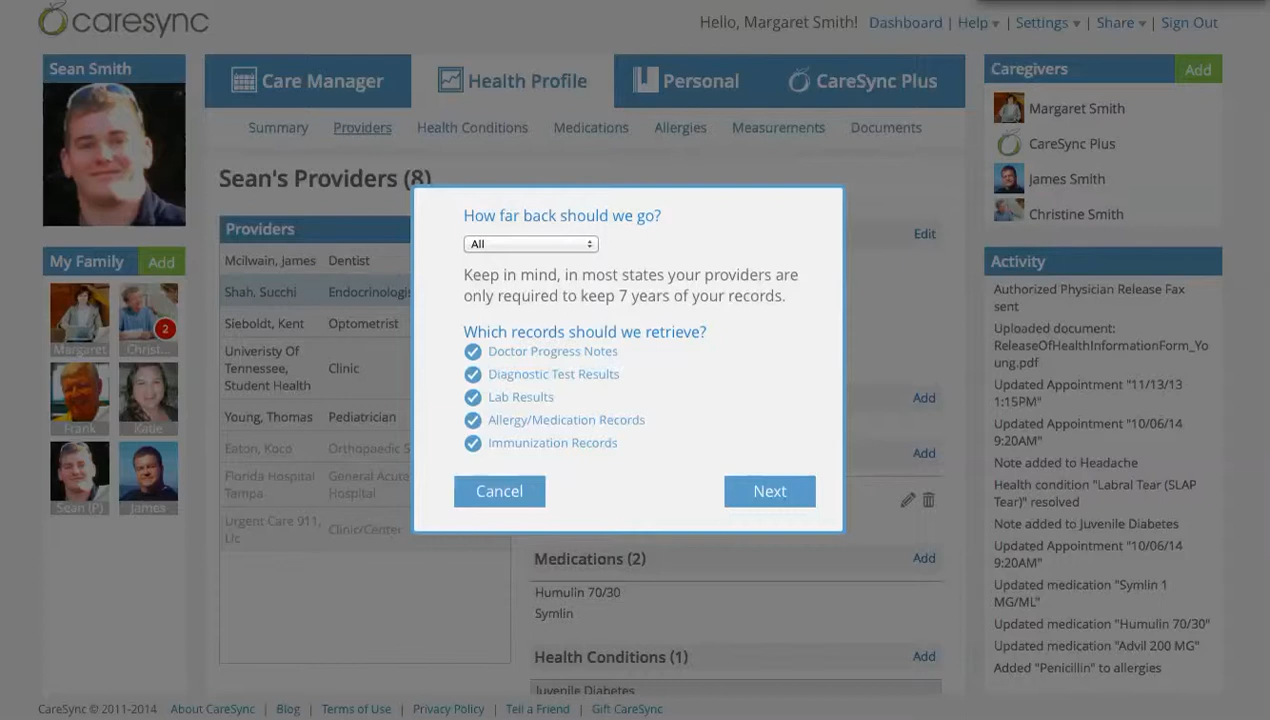 caresync
Hello, Margaret Smith! Dashboard | Help | Settings | Share | Sign Out
Sean Smith
Care Manager
Health Profile
Personal
CareSync Plus
Summary Providers Health Conditions Medications Allergies Measurements Documents
Sean's Providers (8)
Providers
Mcilwain, James Dentist
Shah, Succhi Endocrinologis
Sieboldt, Kent Optometrist
Univeristy Of
Tennessee, Clinic
Student Health
Young, Thomas Pediatrician
Eaton, Koco Orthopaedic S
Florida Hospital General Acute
Tampa Hospital
Urgent Care 911, Clinic/Center
Llc
My Family Add
Margaret Christ...
2
Frank Katie
Sean (P) James
How far back should we go?
All
Keep in mind, in most states your providers are
only required to keep 7 years of your records.
Which records should we retrieve?
Doctor Progress Notes
Diagnostic Test Results
Lab Results
Allergy/Medication Records
Immunization Records
Cancel
Next
Edit
Add
Add
Medications (2) Add
Humulin 70/30
Symlin
Health Conditions (1) Add
Juvenile Diabetes
Caregivers Add
Margaret Smith
CareSync Plus
James Smith
Christine Smith
Activity
Authorized Physician Release Fax
sent
Uploaded document:
ReleaseOfHealthInformationForm_Yo
ung.pdf
Updated Appointment "11/13/13
1:15PM"
Updated Appointment "10/06/14
9:20AM"
Note added to Headache
Health condition "Labral Tear (SLAP
Tear)" resolved
Note added to Juvenile Diabetes
Updated Appointment "10/06/14
9:20AM"
Updated medication "Symlin 1
MG/ML"
Updated medication "Humulin 70/30"
Updated medication "Advil 200 MG"
Added "Penicillin" to allergies
CareSync © 2011-2014 About CareSync | Blog | Terms of Use | Privacy Policy | Tell a Friend | Gift CareSync